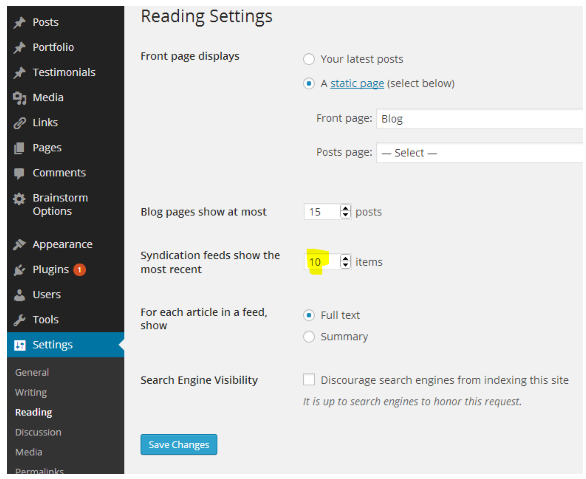 Posts
Portfolio
Testimonials
Media
Links
Pages
Comments
Brainstorm
Options
Appearance
Plugins 1
Users
Tools
Settings
General
Writing
Reading
Discussion
Media
Permalinks
Reading Settings
Front page displays
Your latest posts
A static page (select below)
Front page: Blog
Posts page: — Select —
Blog pages show at most 15 posts
Syndication feeds show the
most recent
10 items
For each article in a feed,
show
Full text
Summary
Search Engine Visibility
Discourage search engines from indexing this site
It is up to search engines to honor this request.
Save Changes